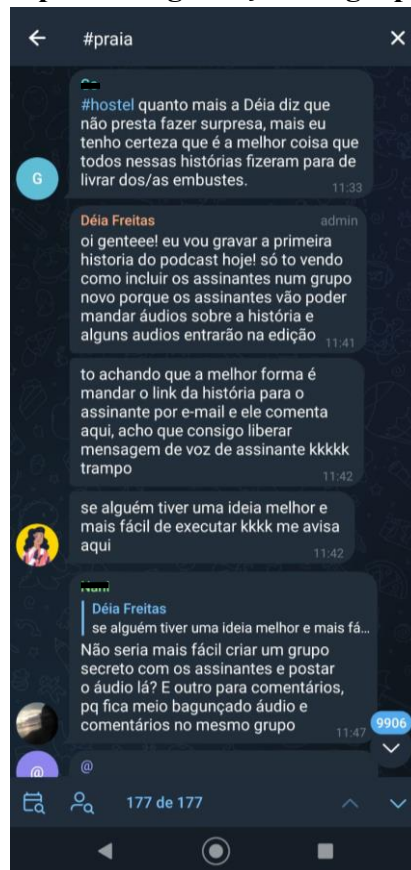 #praia
#hostel quanto mais a Déia diz que
não presta fazer surpresa, mais eu
tenho certeza que é a melhor coisa que
todos nessas histórias fizeram para de
livrar dos/as embustes.
11:33
G
Déia Freitas admin
oi genteee! eu vou gravar a primeira
historia do podcast hoje! só to vendo
como incluir os assinantes num grupo
novo porque os assinantes vão poder
mandar áudios sobre a história e
alguns audios entrarão na edição 11:41
to achando que a melhor forma é
mandar o link da história para o
assinante por e-mail e ele comenta
aqui, acho que consigo liberar
mensagem de voz de assinante kkkkk
trampo
11:42
se alguém tiver uma ideia melhor e
mais fácil de executar kkkk me avisa
aqui
11:42
Déia Freitas
se alguém tiver uma ideia melhor e mais fá...
Não seria mais fácil criar um grupo
secreto com os assinantes e postar
o áudio lá? E outro para comentários,
pq fica meio bagunçado áudio e
comentários no mesmo grupo 11:47
9906
@
@
177 de 177